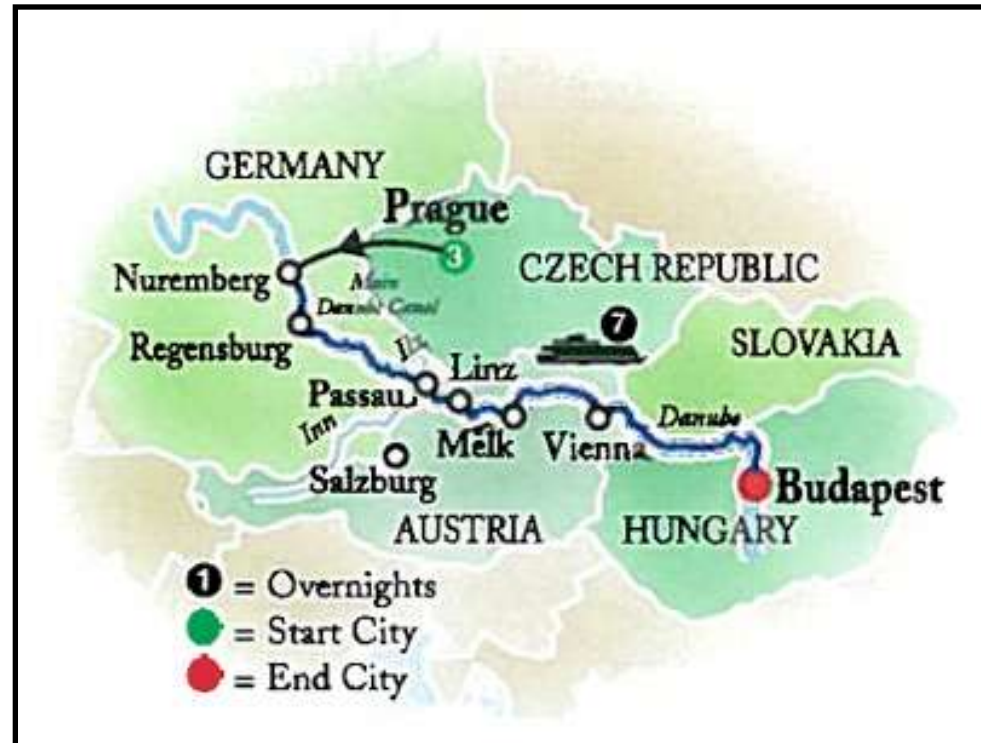 GERMANY
Prague
3
Nuremberg
Main
Danube Canal
CZECH REPUBLIC
7
Regensburg
Ilz
Linz
SLOVAKIA
Passau
Inn
Melk
Vienna
Danube
Salzburg
Budapest
AUSTRIA
HUNGARY
1 = Overnights
= Start City
= End City